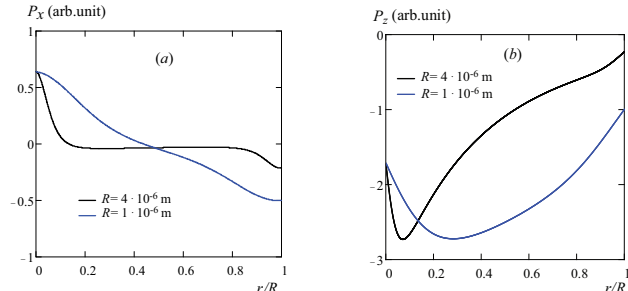 P_X (arb.unit)
1
(a)
0.5
0
R= 4 · 10^-6 m
R= 1 · 10^-6 m
−0.5
−1
0 0.2 0.4 0.6 0.8 1
r/R
P_z (arb.unit)
0
(b)
R= 4 · 10^-6 m
R= 1 · 10^-6 m
−1
−2
−3
0 0.2 0.4 0.6 0.8 1
r/R